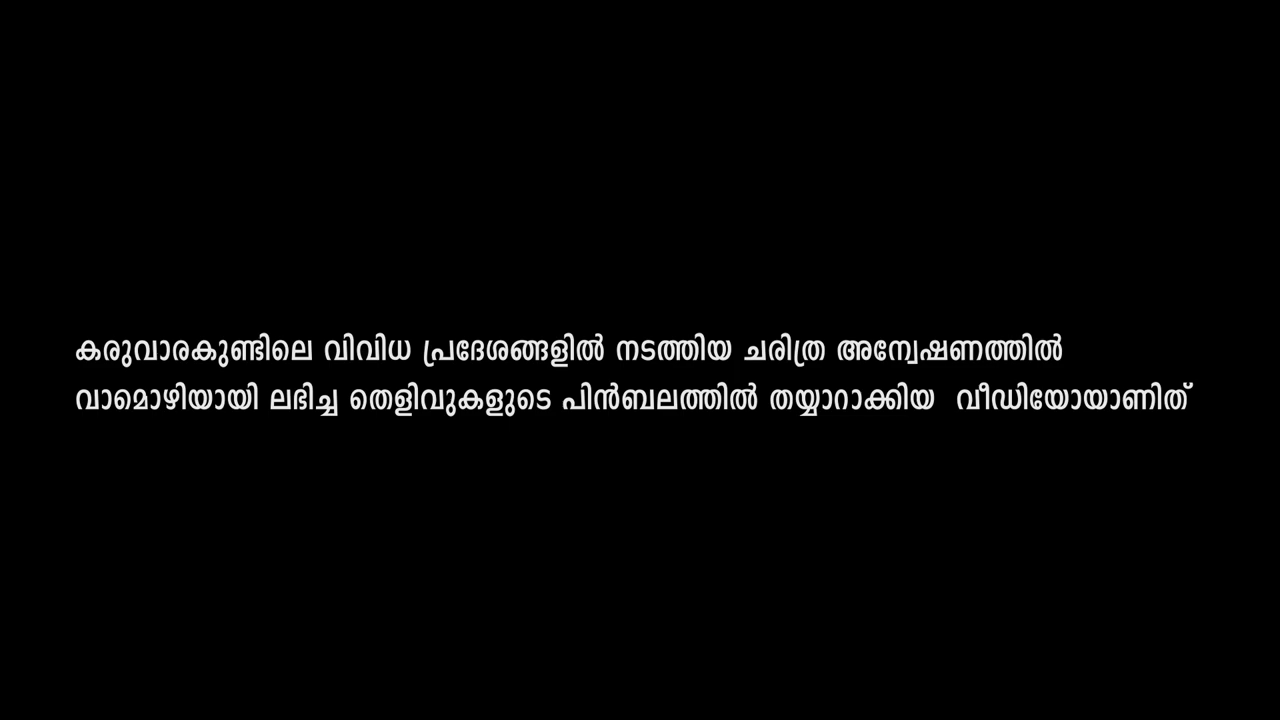 കരുവാരകുണ്ടിലെ വിവിധ പ്രദേശങ്ങളിൽ നടത്തിയ ചരിത്ര അന്വേഷണത്തിൽ
വാമൊഴിയായി ലഭിച്ച തെളിവുകളുടെ പിൻബലത്തിൽ തയ്യാറാക്കിയ വീഡിയോയാണിത്